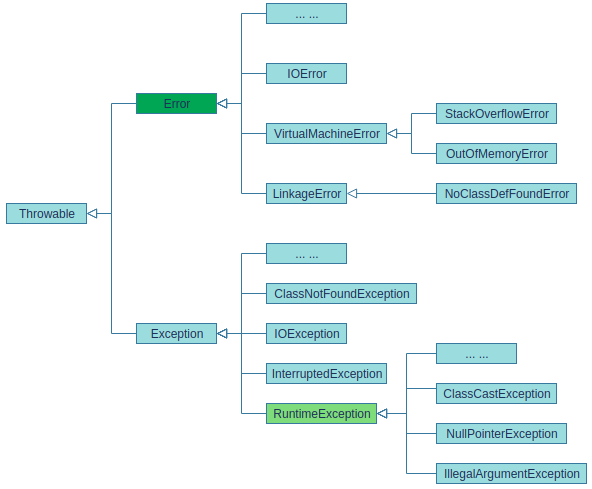 ... ...
IOError
Error
StackOverflowError
VirtualMachineError
OutOfMemoryError
LinkageError
NoClassDefFoundError
Throwable
... ...
ClassNotFoundException
Exception
IOException
... ...
InterruptedException
ClassCastException
RuntimeException
NullPointerException
IllegalArgumentException